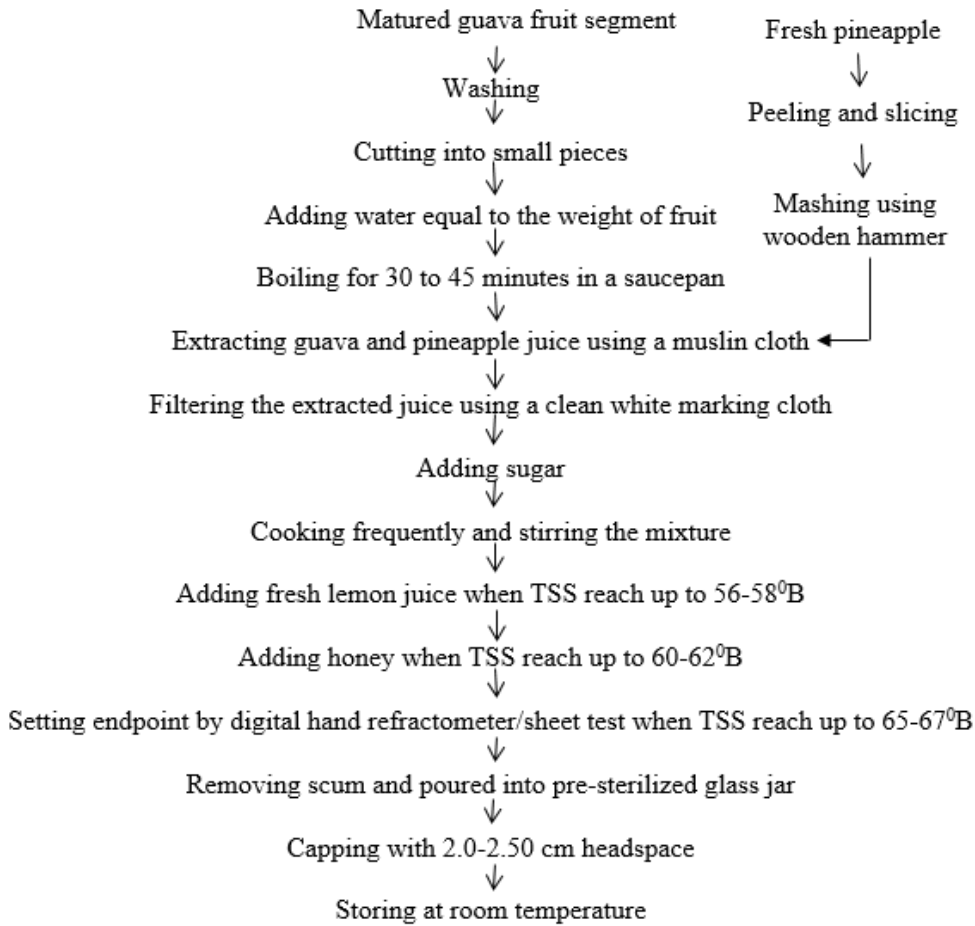 Matured guava fruit segment
Fresh pineapple
Washing
Peeling and slicing
Cutting into small pieces
Mashing using
wooden hammer
Adding water equal to the weight of fruit
Boiling for 30 to 45 minutes in a saucepan
Extracting guava and pineapple juice using a muslin cloth
Filtering the extracted juice using a clean white marking cloth
Adding sugar
Cooking frequently and stirring the mixture
Adding fresh lemon juice when TSS reach up to 56-58⁰B
Adding honey when TSS reach up to 60-62⁰B
Setting endpoint by digital hand refractometer/sheet test when TSS reach up to 65-67⁰B
Removing scum and poured into pre-sterilized glass jar
Capping with 2.0-2.50 cm headspace
Storing at room temperature